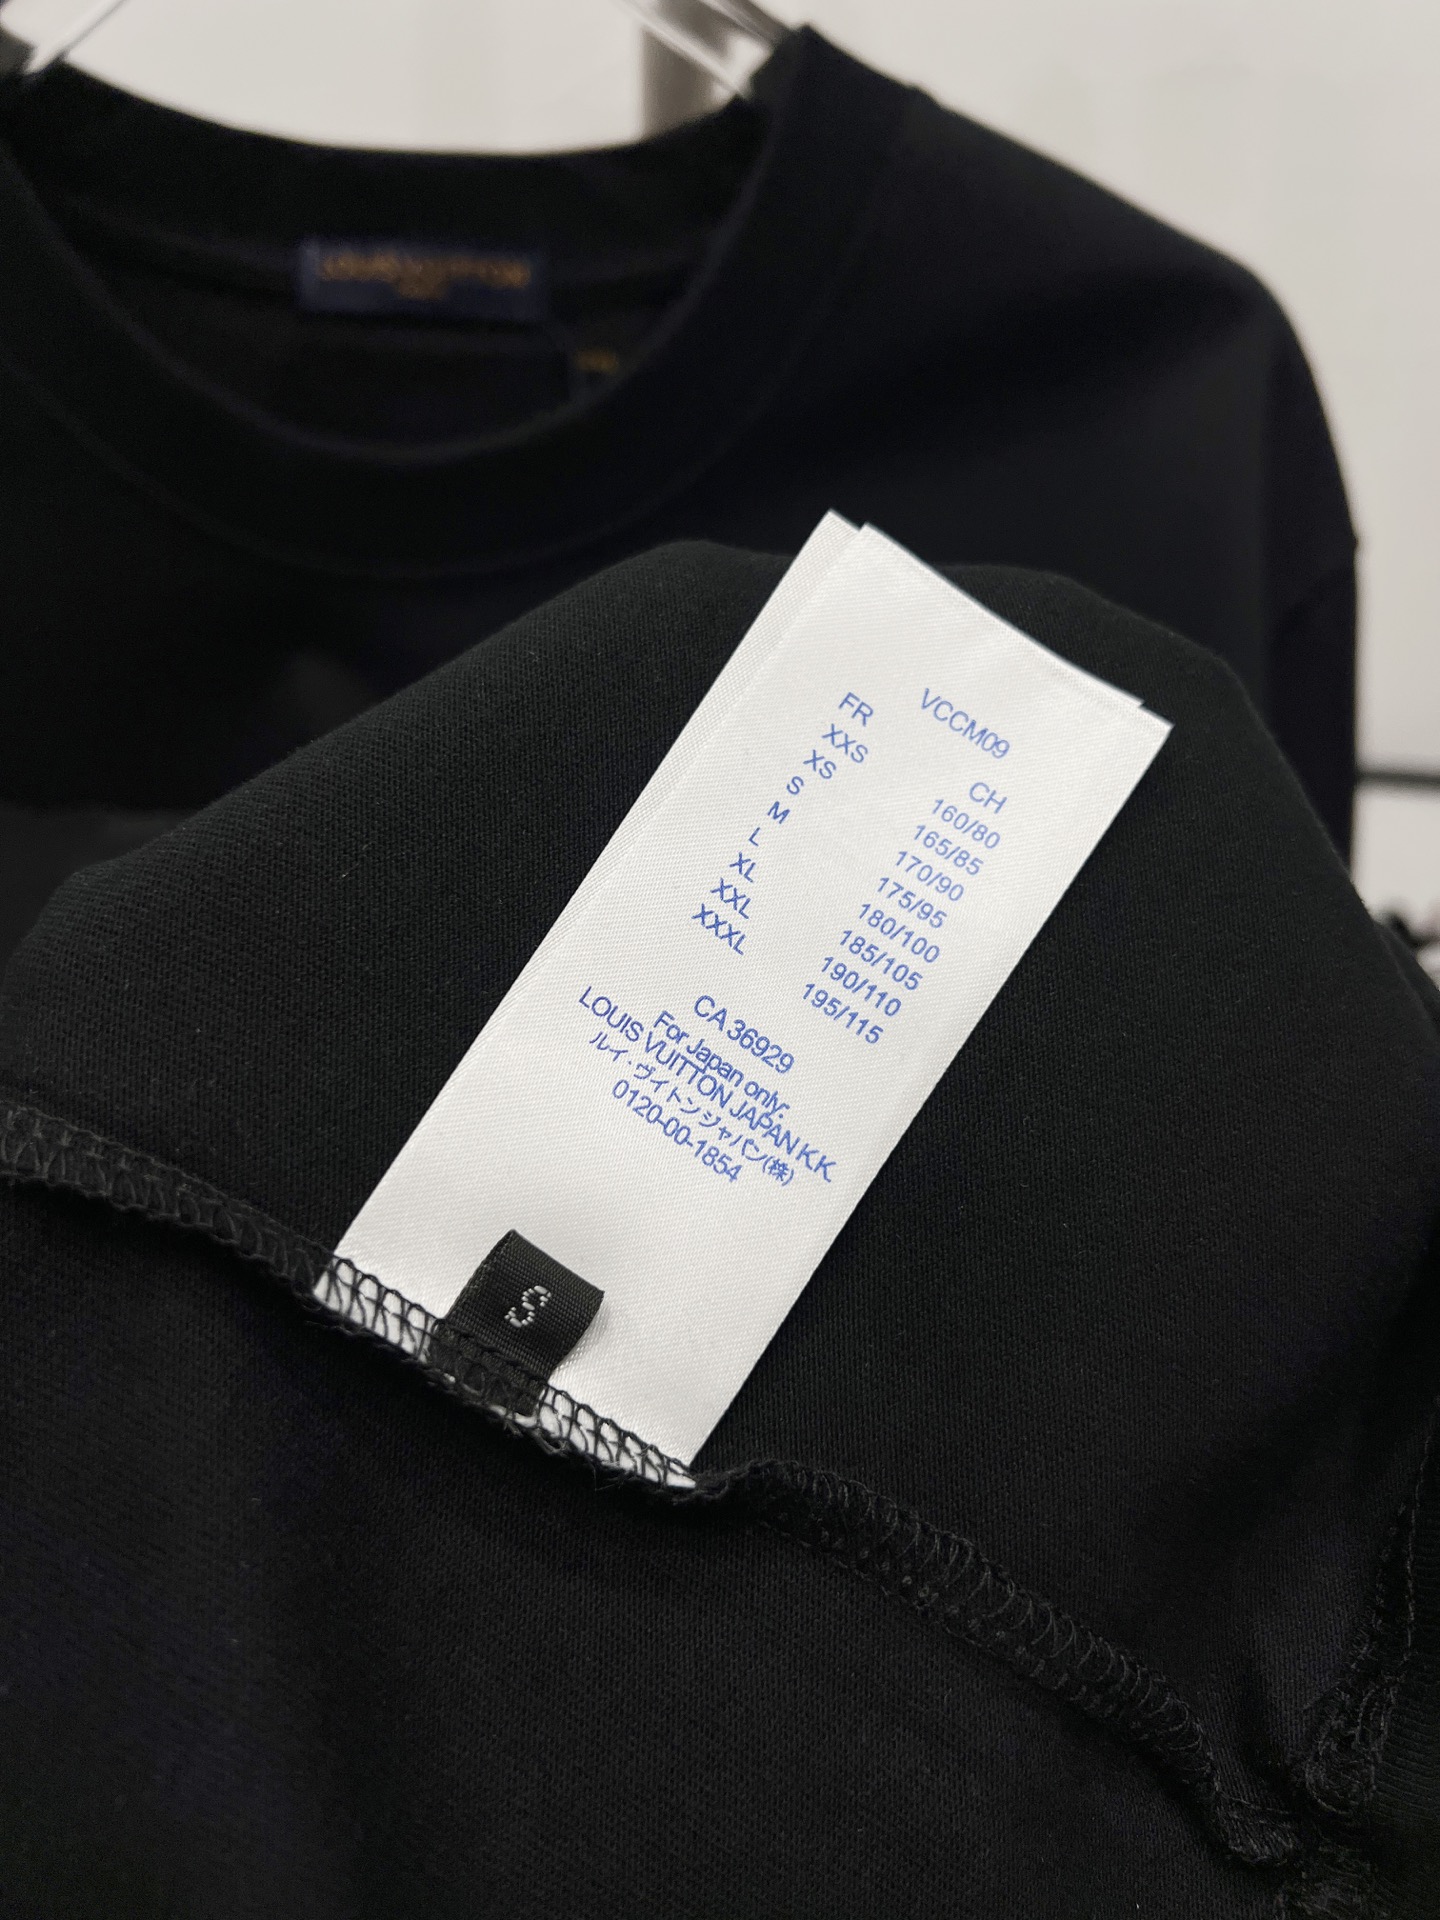 LOUIS VUITTON
VCCM09
FR CH
XXS 160/80
XS 165/85
S 170/90
M 175/95
L 180/100
XL 185/105
XXL 190/110
XXXL 195/115
CA 36929
For Japan only:
LOUIS VUITTON JAPAN K.K.
ルイ・ヴィトンジャパン(株)
0120-00-1854
S